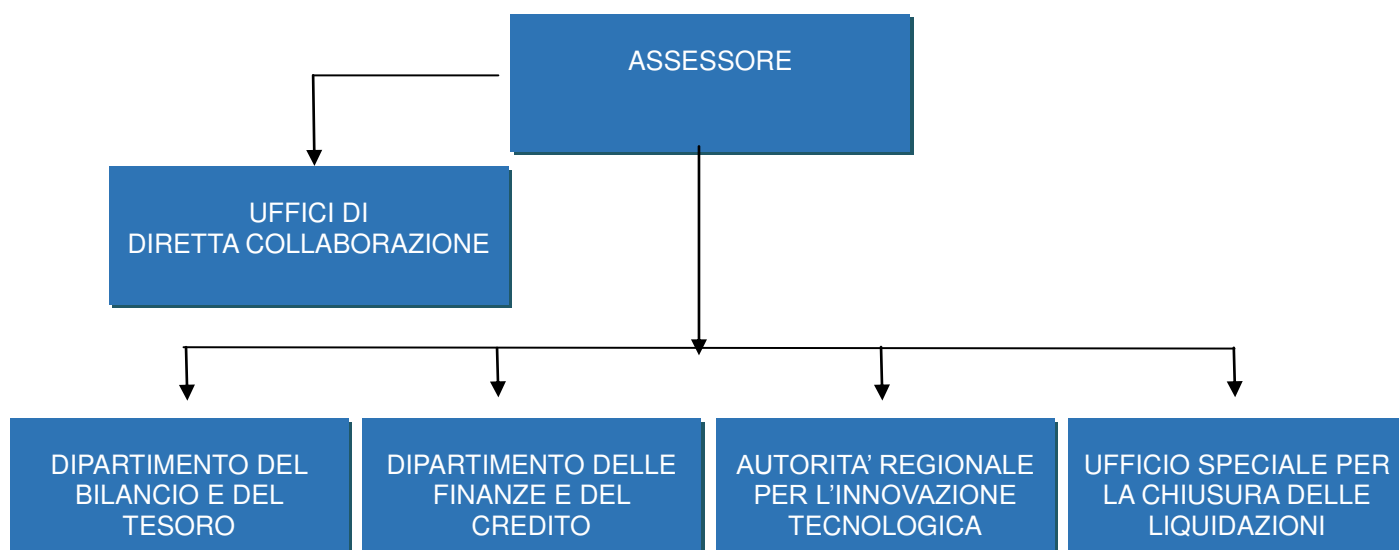 ASSESSORE
UFFICI DI
DIRETTA COLLABORAZIONE
DIPARTIMENTO DEL
BILANCIO E DEL
TESORO
DIPARTIMENTO DELLE
FINANZE E DEL
CREDITO
AUTORITA’ REGIONALE
PER L’INNOVAZIONE
TECNOLOGICA
UFFICIO SPECIALE PER
LA CHIUSURA DELLE
LIQUIDAZIONI